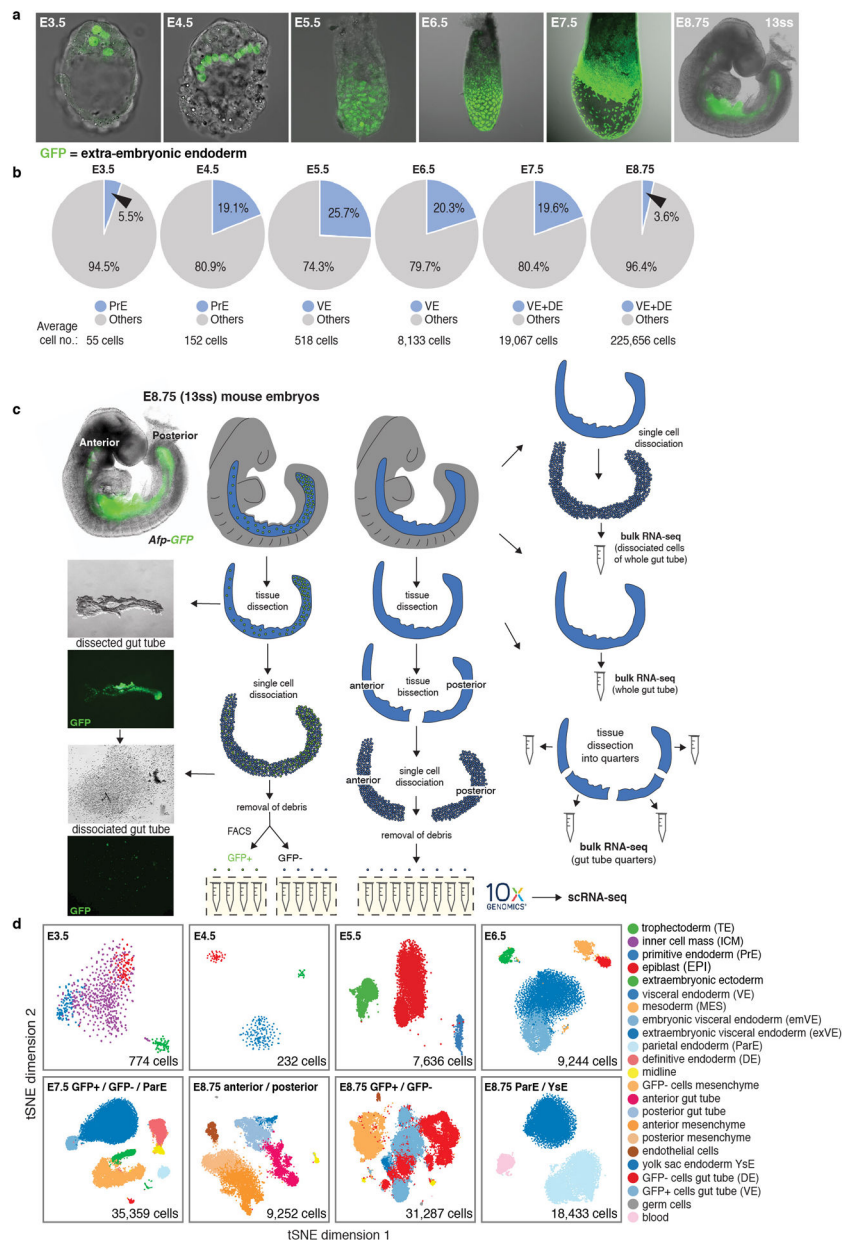 a
E3.5
E4.5
E5.5
E6.5
E7.5
E8.75 13ss
GFP = extra-embryonic endoderm
b
E3.5
E4.5
E5.5
E6.5
E7.5
E8.75
5.5%
94.5%
19.1%
80.9%
25.7%
74.3%
20.3%
79.7%
19.6%
80.4%
3.6%
96.4%
PrE
Others
PrE
Others
VE
Others
VE
Others
VE+DE
Others
VE+DE
Others
Average
cell no.:
55 cells
152 cells
518 cells
8,133 cells
19,067 cells
225,656 cells
c
E8.75 (13ss) mouse embryos
Anterior
Posterior
Afp-GFP
tissue
dissection
dissected gut tube
GFP
single cell
dissociation
dissociated gut tube
GFP
removal of debris
FACS
GFP+
GFP-
tissue
dissection
anterior
tissue
bisection
posterior
anterior
single cell
dissociation
posterior
removal of debris
single cell
dissociation
bulk RNA-seq
(dissociated cells
of whole gut tube)
bulk RNA-seq
(whole gut tube)
tissue
dissection
into quarters
bulk RNA-seq
(gut tube quarters)
10X
GENOMICS
scRNA-seq
d
E3.5
774 cells
E4.5
232 cells
E5.5
7,636 cells
E6.5
9,244 cells
E7.5 GFP+ / GFP- / ParE
35,359 cells
E8.75 anterior / posterior
9,252 cells
E8.75 GFP+ / GFP-
31,287 cells
E8.75 ParE / YsE
18,433 cells
tSNE dimension 2
tSNE dimension 1
trophectoderm (TE)
inner cell mass (ICM)
primitive endoderm (PrE)
epiblast (EPI)
extraembryonic ectoderm
visceral endoderm (VE)
mesoderm (MES)
embryonic visceral endoderm (emVE)
extraembryonic visceral endoderm (exVE)
parietal endoderm (ParE)
definitive endoderm (DE)
midline
GFP- cells mesenchyme
anterior gut tube
posterior gut tube
anterior mesenchyme
posterior mesenchyme
endothelial cells
yolk sac endoderm YsE
GFP- cells gut tube (DE)
GFP+ cells gut tube (VE)
germ cells
blood